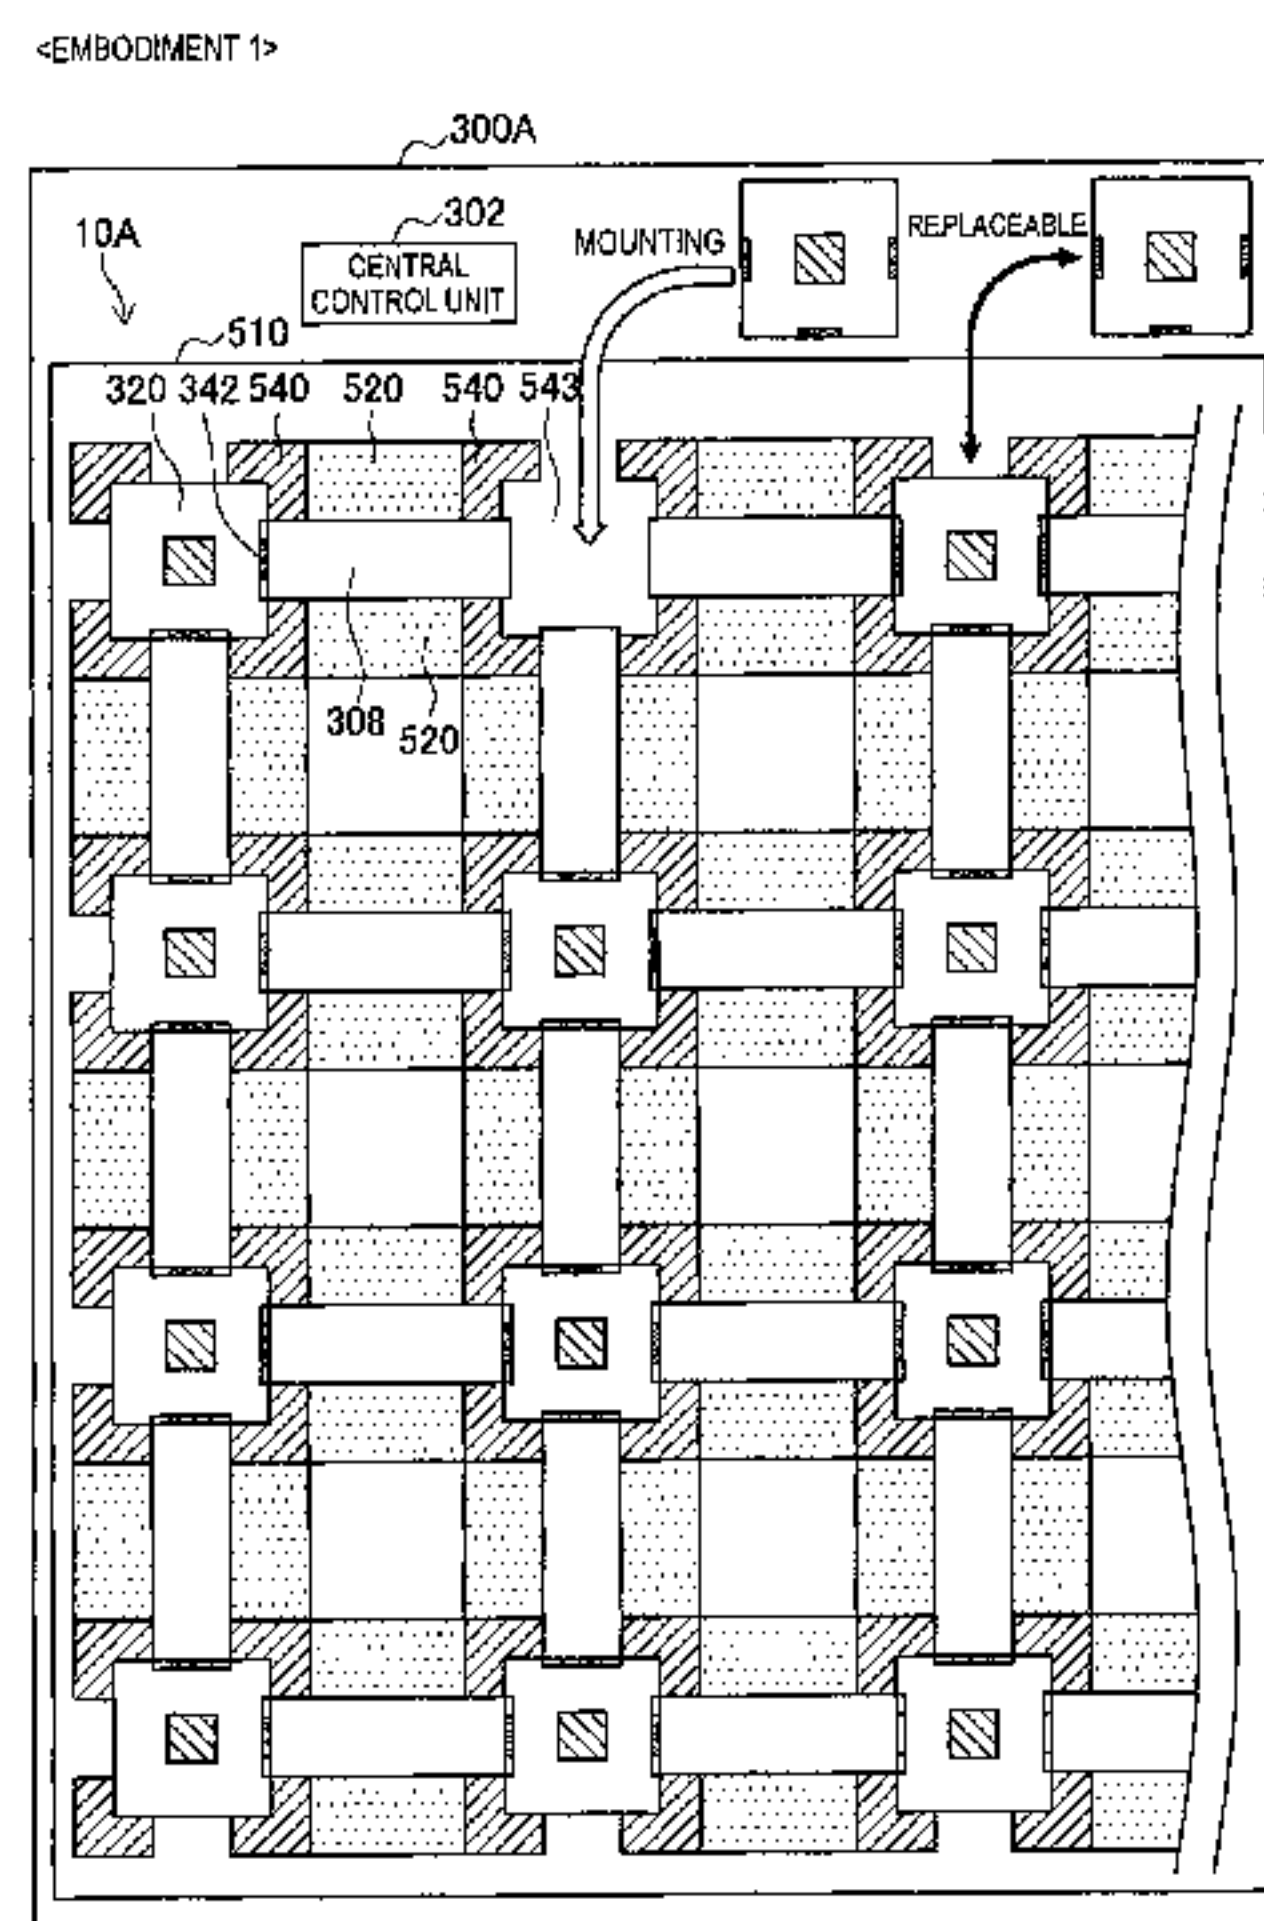 <EMBODIMENT 1>
300A
10A
302
CENTRAL
CONTROL UNIT
MOUNTING
REPLACEABLE
510
320 342 540 520 540 543
308
520